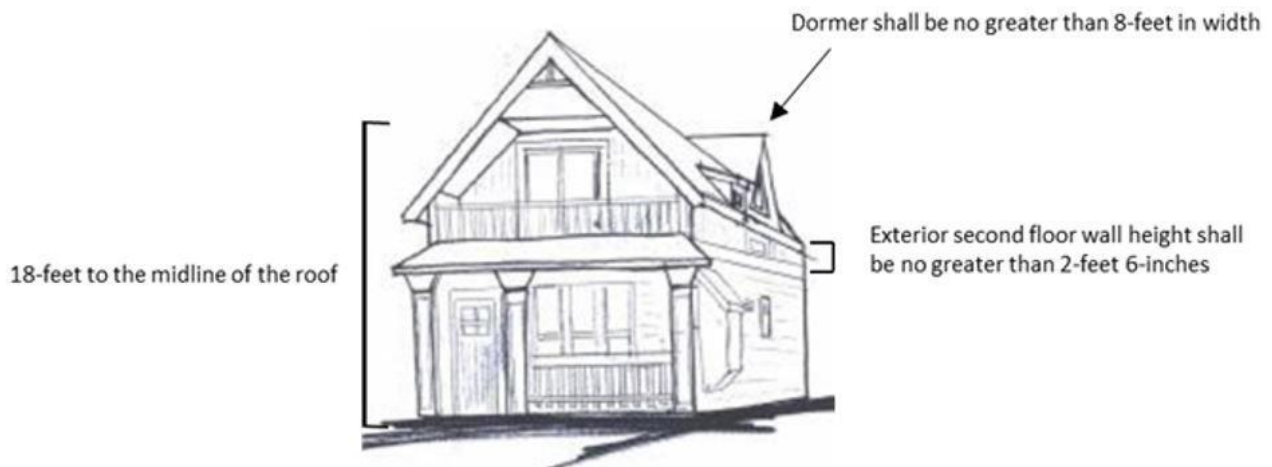 Dormer shall be no greater than 8-feet in width
Exterior second floor wall height shall
be no greater than 2-feet 6-inches
18-feet to the midline of the roof